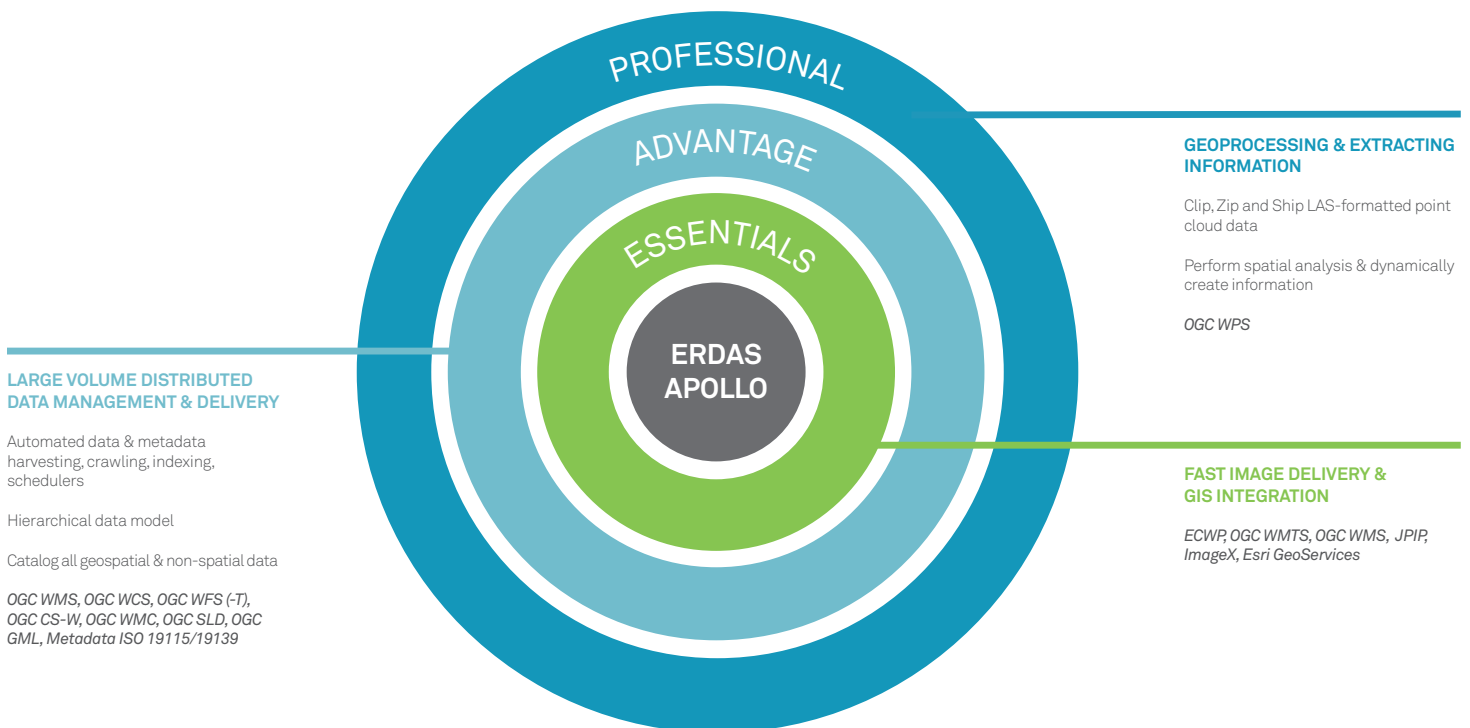 PROFESSIONAL
ADVANTAGE
ESSENTIALS
ERDAS
APOLLO
GEOPROCESSING & EXTRACTING
INFORMATION
Clip, Zip and Ship LAS-formatted point
cloud data
Perform spatial analysis & dynamically
create information
OGC WPS
LARGE VOLUME DISTRIBUTED
DATA MANAGEMENT & DELIVERY
Automated data & metadata
harvesting, crawling, indexing,
schedulers
Hierarchical data model
Catalog all geospatial & non-spatial data
OGC WMS, OGC WCS, OGC WFS (-T),
OGC CS-W, OGC WMC, OGC SLD, OGC
GML, Metadata ISO 19115/19139
FAST IMAGE DELIVERY &
GIS INTEGRATION
ECWP, OGC WMTS, OGC WMS, JPIP,
ImageX, Esri GeoServices